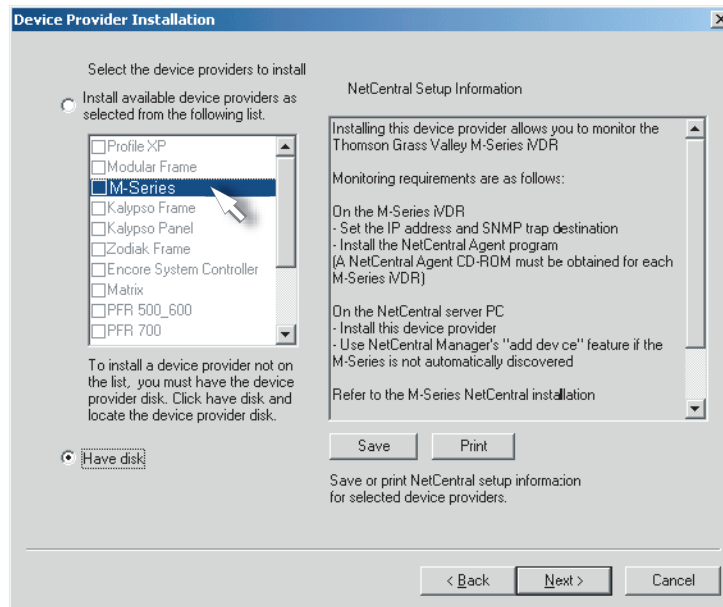 Device Provider Installation
Select the device providers to install
Install available device providers as
selected from the following list.
Profile XP
Modular Frame
M-Series
Kalypso Frame
Kalypso Panel
Zodiak Frame
Encore System Controller
Matrix
PFR 500_600
PFR 700
To install a device provider not on
the list, you must have the device
provider disk. Click have disk and
locate the device provider disk.
Have disk
NetCentral Setup Information
Installing this device provider allows you to monitor the
Thomson Grass Valley M-Series iVDR
Monitoring requirements are as follows:
On the M-Series iVDR
- Set the IP address and SNMP trap destination
- Install the NetCentral Agent program
(A NetCentral Agent CD-ROM must be obtained for each
M-Series iVDR)
On the NetCentral server PC
- Install this device provider
- Use NetCentral Manager's "add dev ce" feature if the
M-Series is not automatically discovered
Refer to the M-Series NetCentral installation
Save
Print
Save or print NetCentral setup information
for selected device providers.
< Back
Next >
Cancel